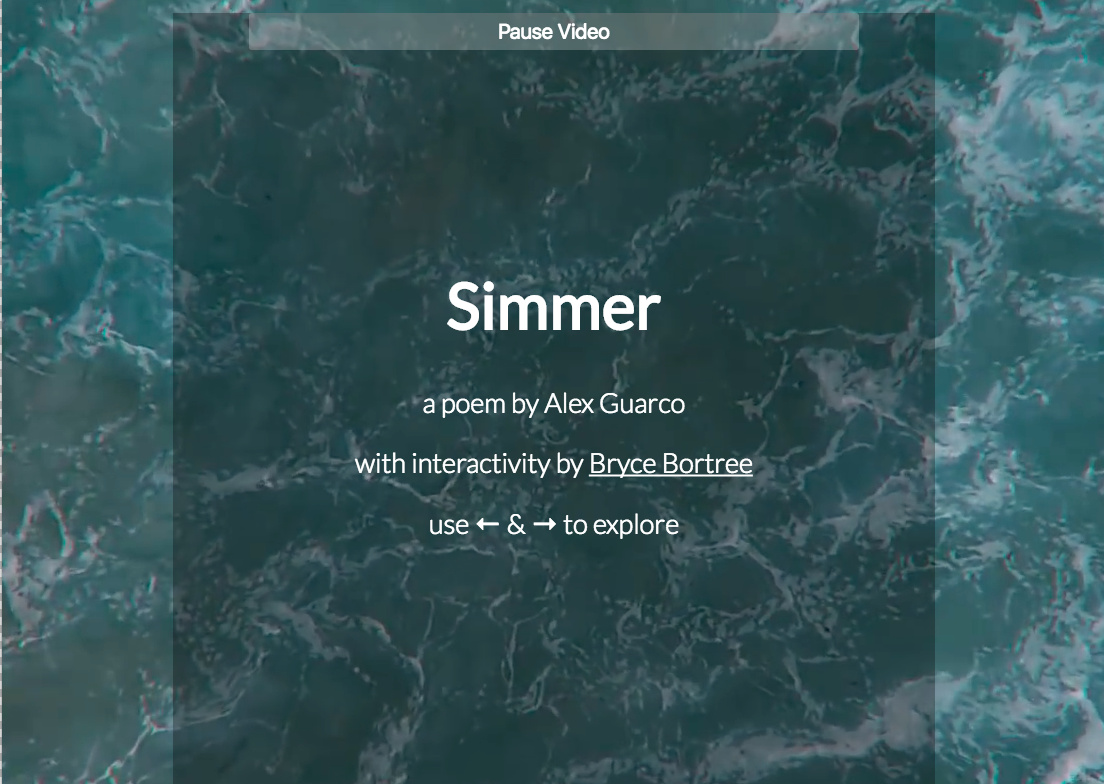 Pause Video
Simmer
a poem by Alex Guarco
with interactivity by Bryce Bortree
use ← & → to explore